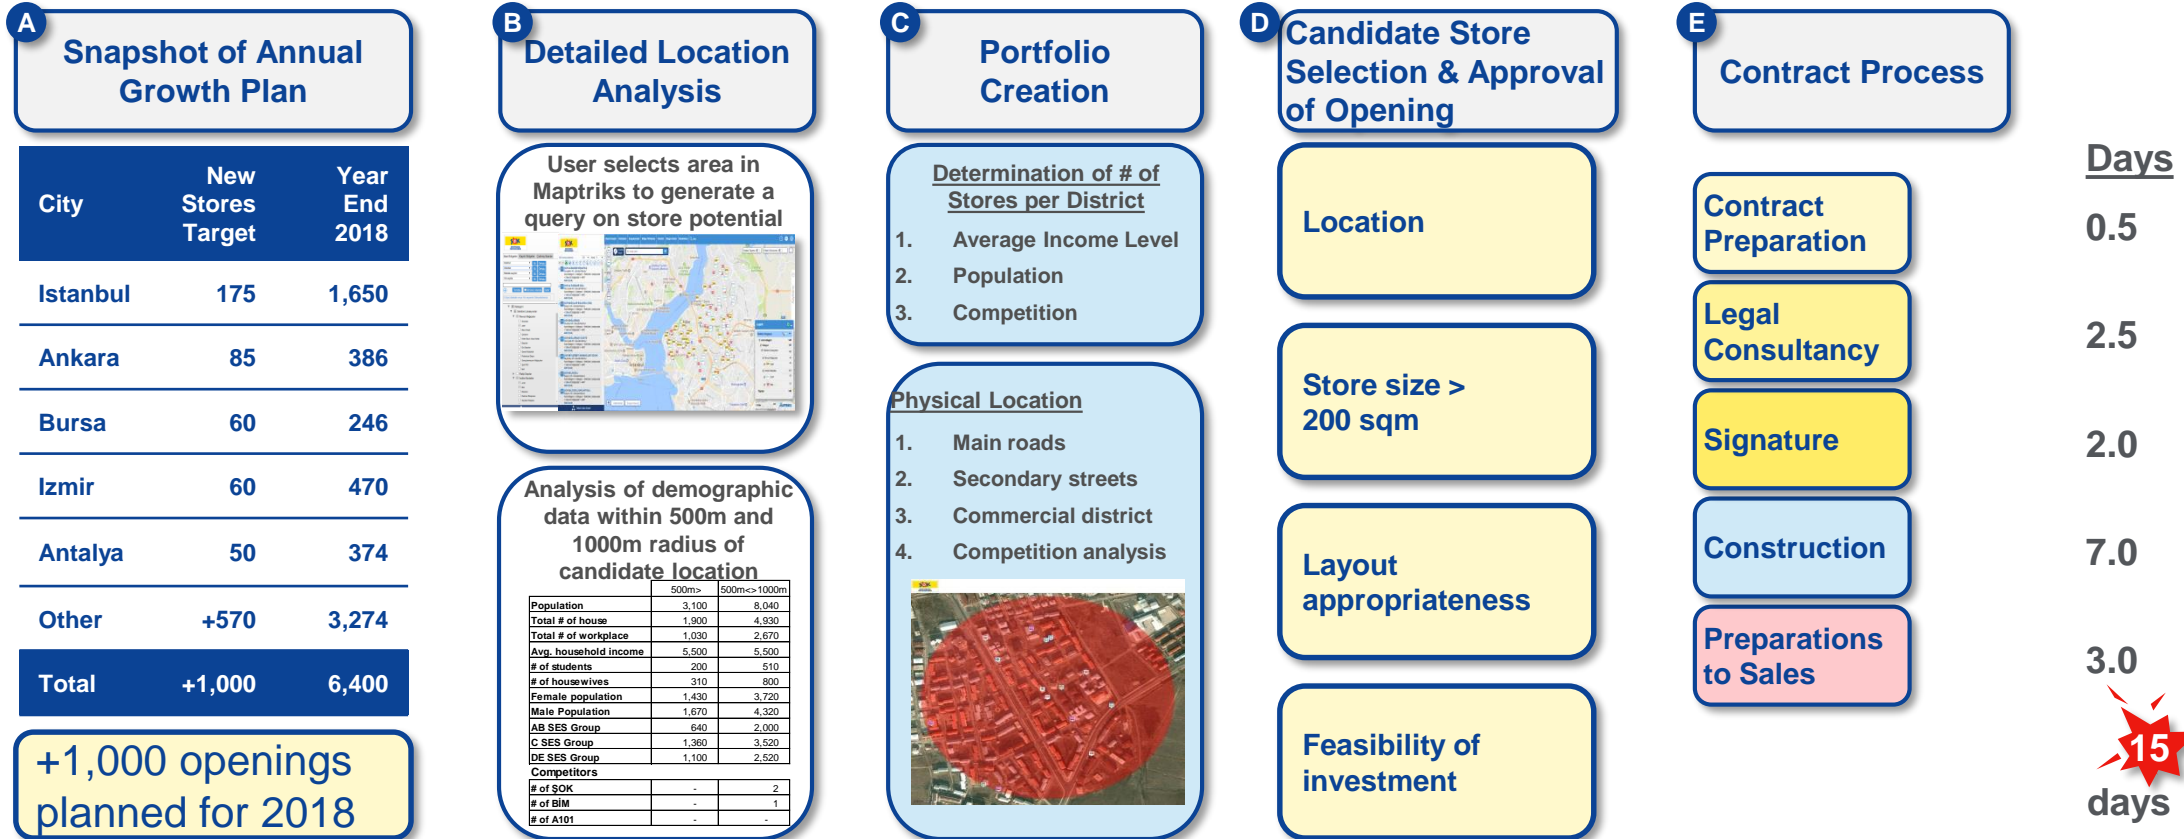 A
Snapshot of Annual
Growth Plan
City
New
Stores
Target
Year
End
2018
Istanbul 175 1,650
Ankara 85 386
Bursa 60 246
Izmir 60 470
Antalya 50 374
Other +570 3,274
Total +1,000 6,400
+1,000 openings
planned for 2018
B
Detailed Location
Analysis
User selects area in
Maptriks to generate a
query on store potential
Analysis of demographic
data within 500m and
1000m radius of
candidate location
500m> 500m<>1000m
Population 3,100 8,040
Total # of house 1,900 4,930
Total # of workplace 1,030 2,670
Avg. household income 5,500 5,500
# of students 200 510
# of housewives 310 800
Female population 1,430 3,720
Male Population 1,670 4,320
AB SES Group 640 2,000
C SES Group 1,360 3,520
DE SES Group 1,100 2,520
Competitors
# of ŞOK - 2
# of BİM - 1
# of A101 - -
C
Portfolio
Creation
Determination of # of
Stores per District
1. Average Income Level
2. Population
3. Competition
Physical Location
1. Main roads
2. Secondary streets
3. Commercial district
4. Competition analysis
D
Candidate Store
Selection & Approval
of Opening
Location
Store size >
200 sqm
Layout
appropriateness
Feasibility of
investment
E
Contract Process
Days
Contract
Preparation
0.5
Legal
Consultancy
2.5
Signature
2.0
Construction
7.0
Preparations
to Sales
3.0
15
days